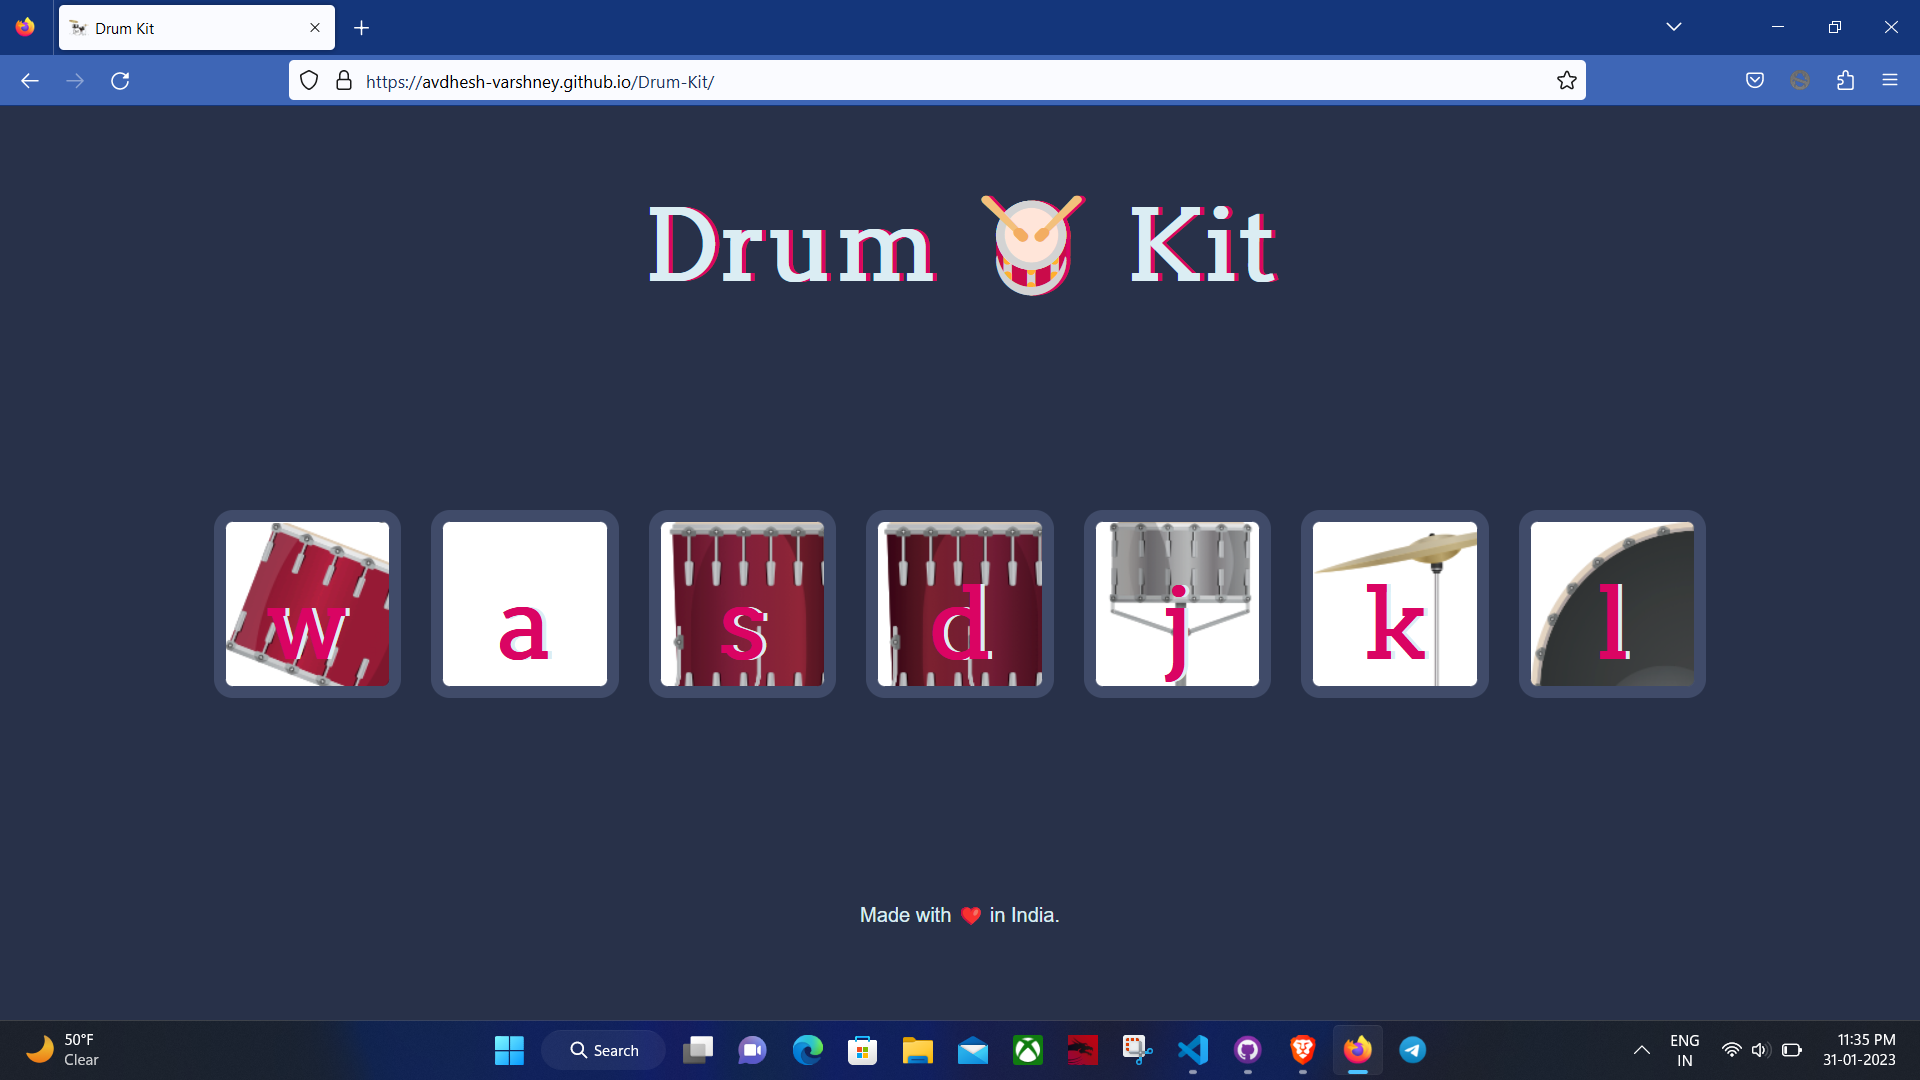 Drum Kit
https://avdhesh-varshney.github.io/Drum-Kit/
Drum Kit
w a s d j k l
Made with ❤️ in India.
50°F
Clear
Search
ENG
IN
11:35 PM
31-01-2023